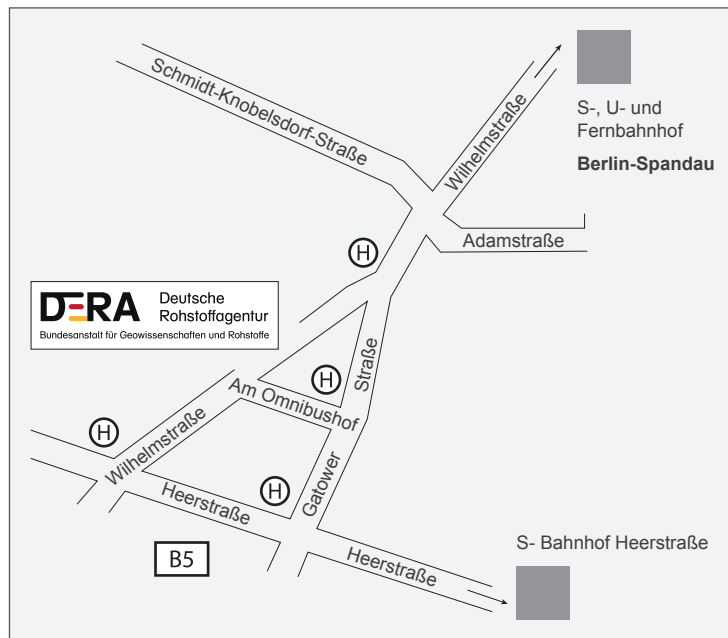 Schmidt-Knobelsdorf-Straße
Wilhelmstraße
S-, U- und
Fernbahnhof
Berlin-Spandau
Adamstraße
H
DERA Deutsche
Rohstoffagentur
Bundesanstalt für Geowissenschaften und Rohstoffe
H
Straße
Am Omnibushof
H
Wilhelmstraße
H
Gatower
Heerstraße
B5
Heerstraße
S- Bahnhof Heerstraße